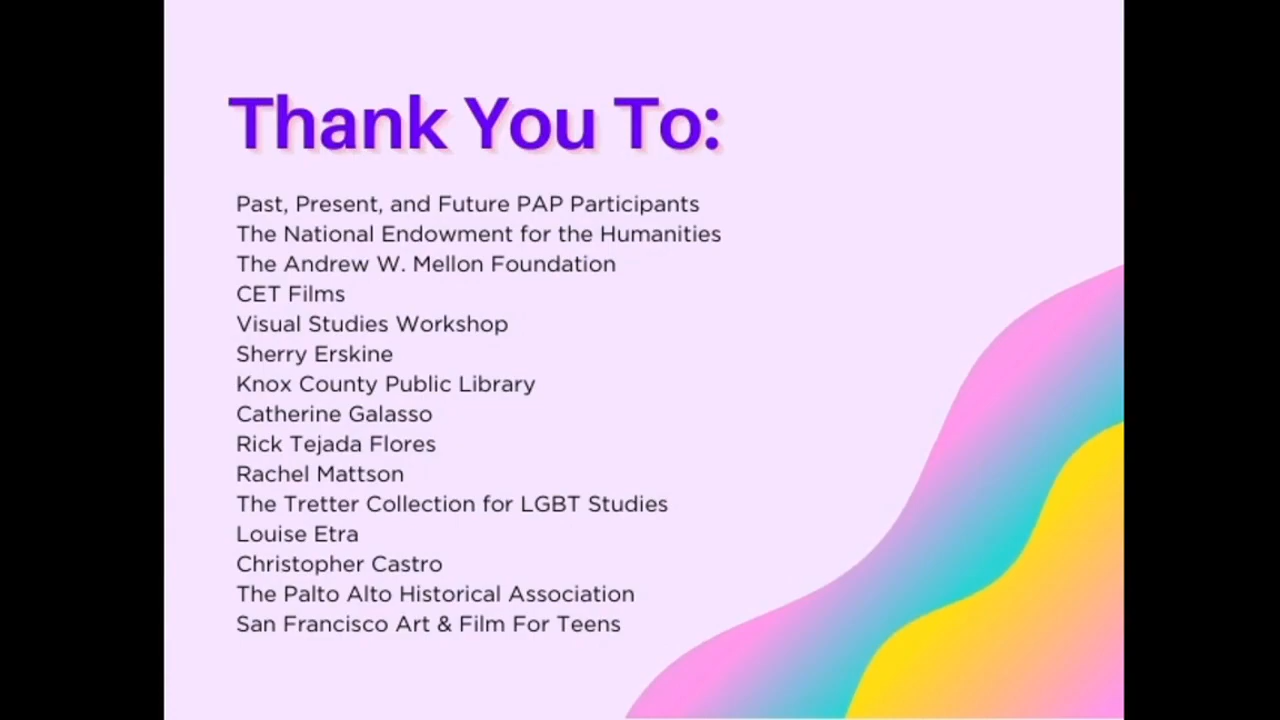 Thank You To:
Past, Present, and Future PAP Participants
The National Endowment for the Humanities
The Andrew W. Mellon Foundation
CET Films
Visual Studies Workshop
Sherry Erskine
Knox County Public Library
Catherine Galasso
Rick Tejada Flores
Rachel Mattson
The Tretter Collection for LGBT Studies
Louise Etra
Christopher Castro
The Palto Alto Historical Association
San Francisco Art & Film For Teens